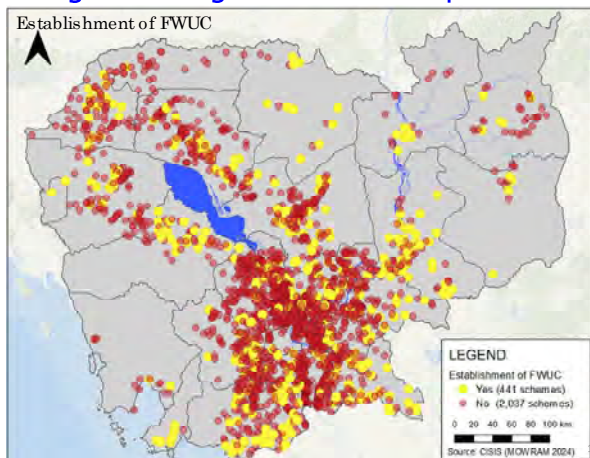 Establishment of FWUC
LEGEND
Establishment of FWUC
Yes (441 schemes)
No (2,037 schemes)
0 20 40 60 80 100 km
Source: CISIS (MOWRAM 2024)